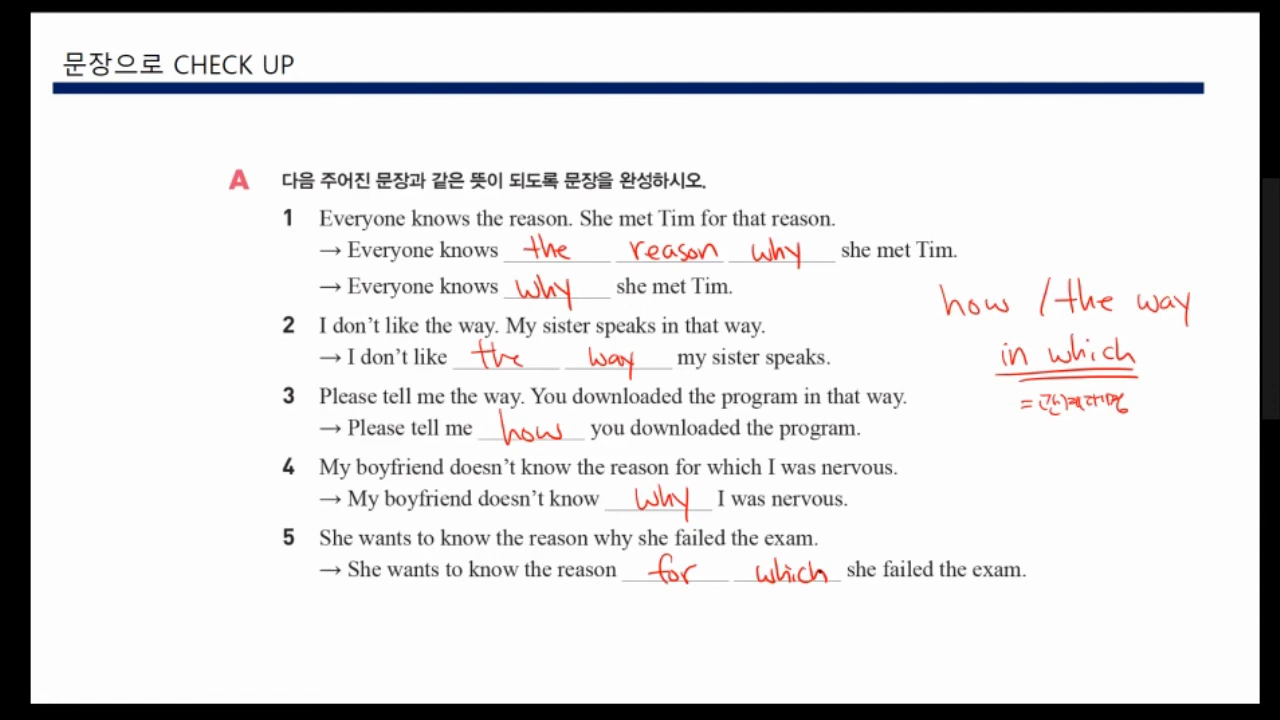 문장으로 CHECK UP
A 다음 주어진 문장과 같은 뜻이 되도록 문장을 완성하시오.
1 Everyone knows the reason. She met Tim for that reason.
→ Everyone knows the reason why she met Tim.
→ Everyone knows why she met Tim.
how / the way
2 I don't like the way. My sister speaks in that way.
→ I don't like the way my sister speaks.
in which
3 Please tell me the way. You downloaded the program in that way.
= 관계대명
→ Please tell me how you downloaded the program.
4 My boyfriend doesn't know the reason for which I was nervous.
→ My boyfriend doesn't know why I was nervous.
5 She wants to know the reason why she failed the exam.
→ She wants to know the reason for which she failed the exam.